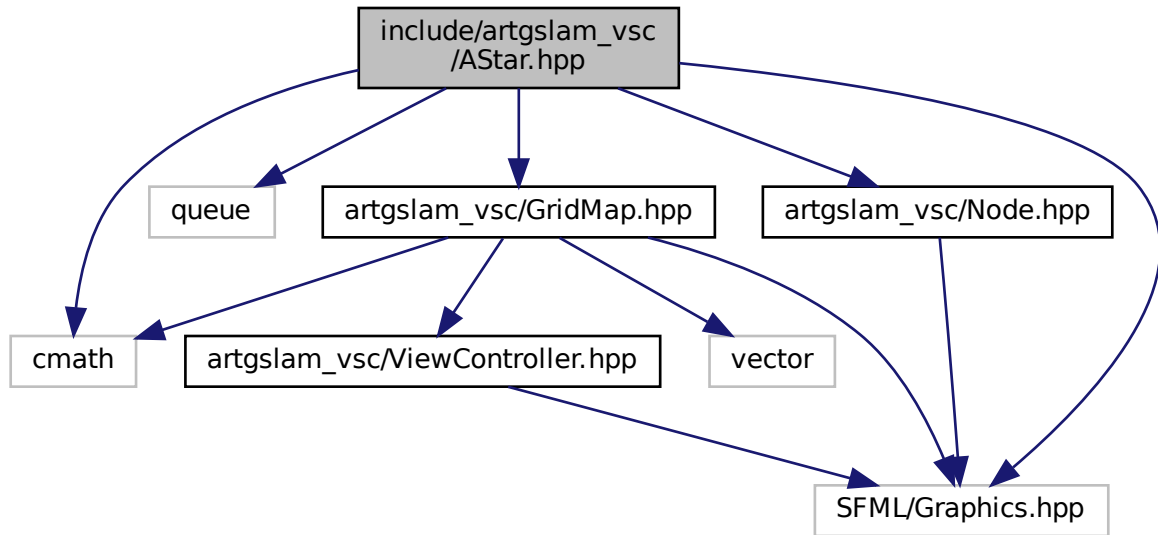 include/artgslam_vsc
/AStar.hpp
queue
artgslam_vsc/GridMap.hpp
artgslam_vsc/Node.hpp
cmath
artgslam_vsc/ViewController.hpp
vector
SFML/Graphics.hpp